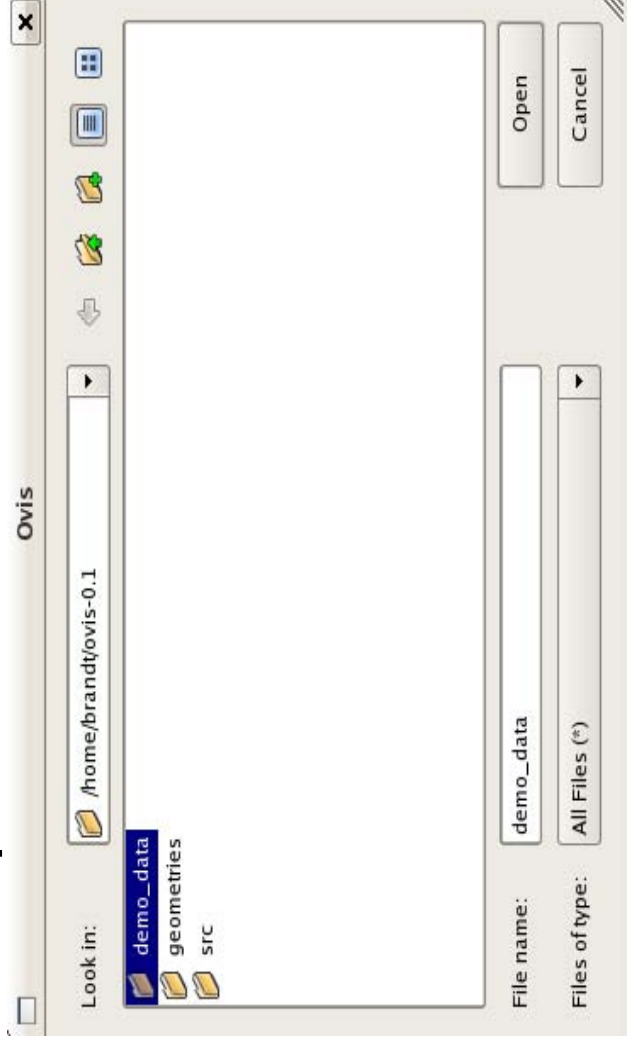 Ovis
Look in: /home/brandt/ovis-0.1
demo_data
geometries
src
File name: demo_data Open
Files of type: All Files (*) Cancel